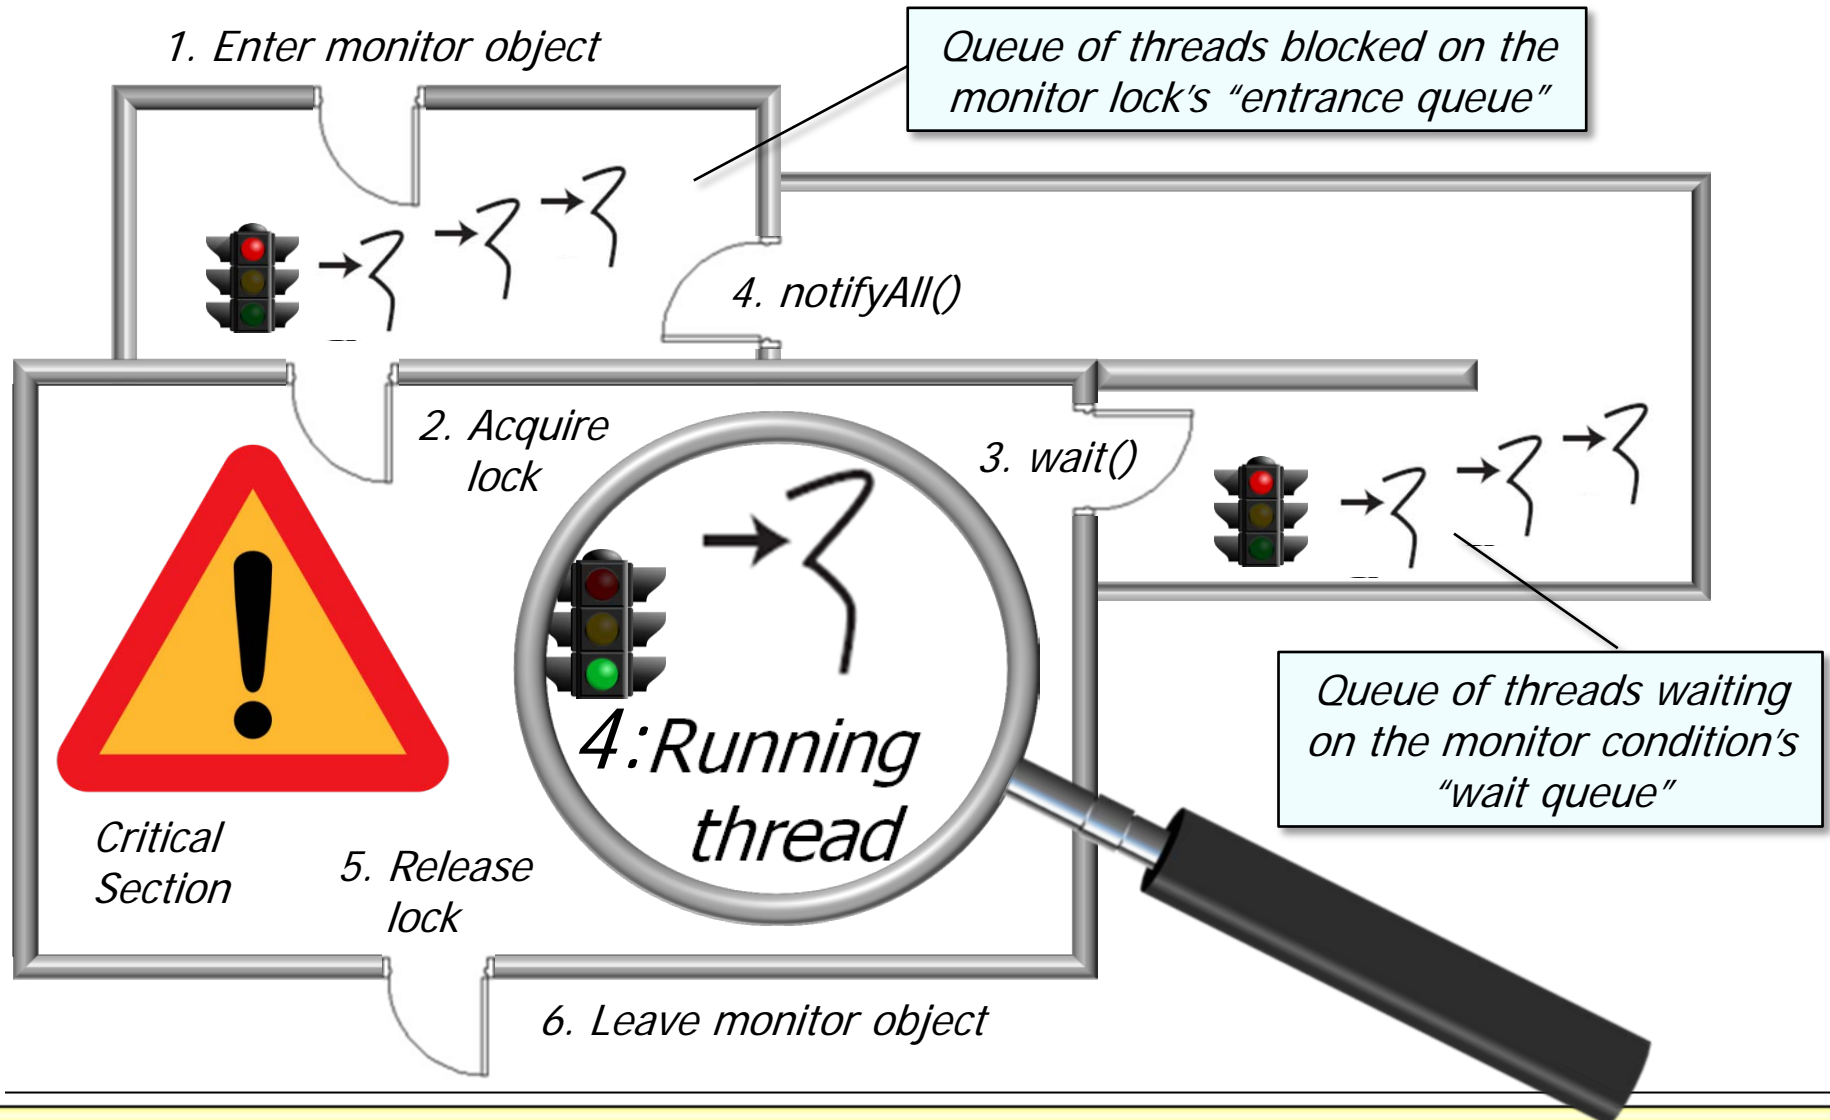 1. Enter monitor object
Queue of threads blocked on the
monitor lock's “entrance queue”
4. notifyAll()
2. Acquire
lock
3. wait()
4:Running
thread
Queue of threads waiting
on the monitor condition's
“wait queue”
Critical
Section
5. Release
lock
6. Leave monitor object